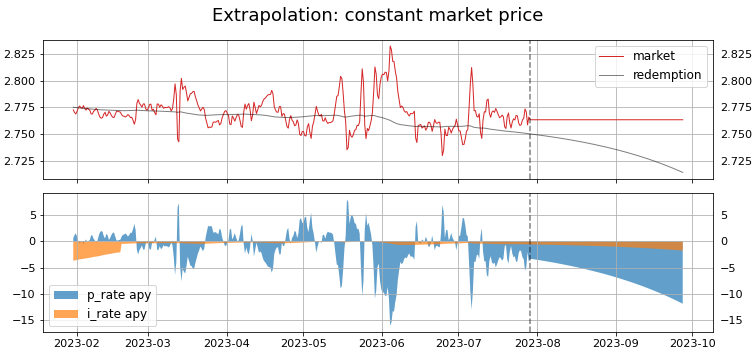 Extrapolation: constant market price
2.825 2.825
2.800 2.800
2.775 2.775
2.750 2.750
2.725 2.725
market
redemption
5 5
0 0
−5 −5
−10 −10
−15 −15
p_rate apy
i_rate apy
2023-02 2023-03 2023-04 2023-05 2023-06 2023-07 2023-08 2023-09 2023-10